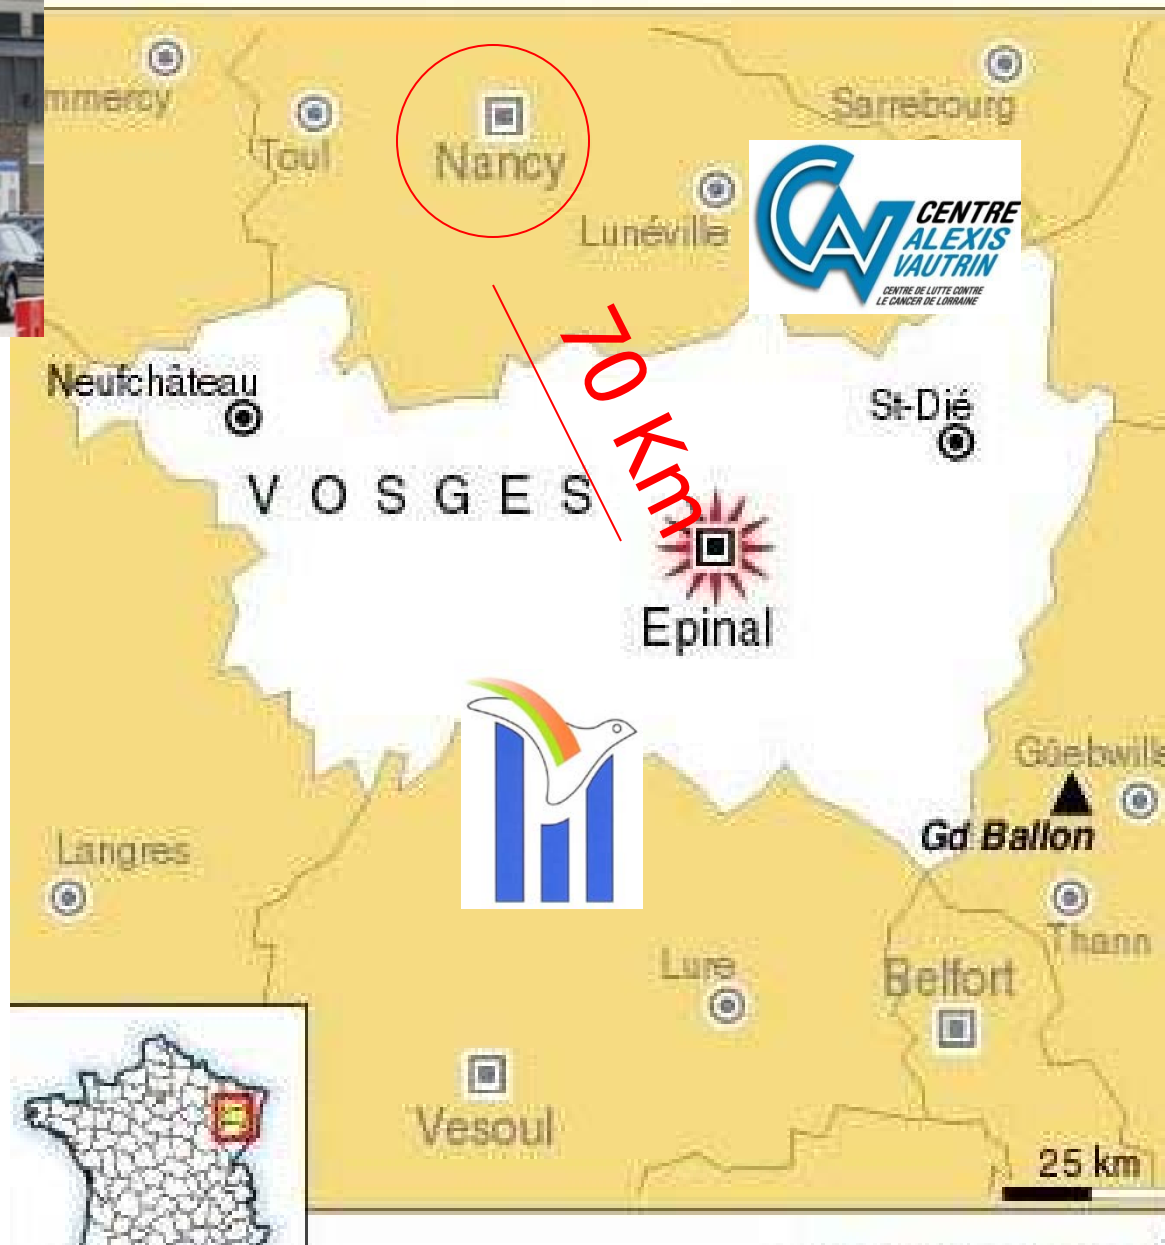 mmercy
Toul
Nancy
Lunéville
Sarrebourg
CENTRE
ALEXIS
VAUTRIN
CENTRE DE LUTTE CONTRE
LE CANCER DE LORRAINE
70 Km
Neufchâteau
St-Dié
V O S G E S
Epinal
Güebwille
Gd Ballon
Langres
Thann
Lure
Belfort
Vesoul
25 km